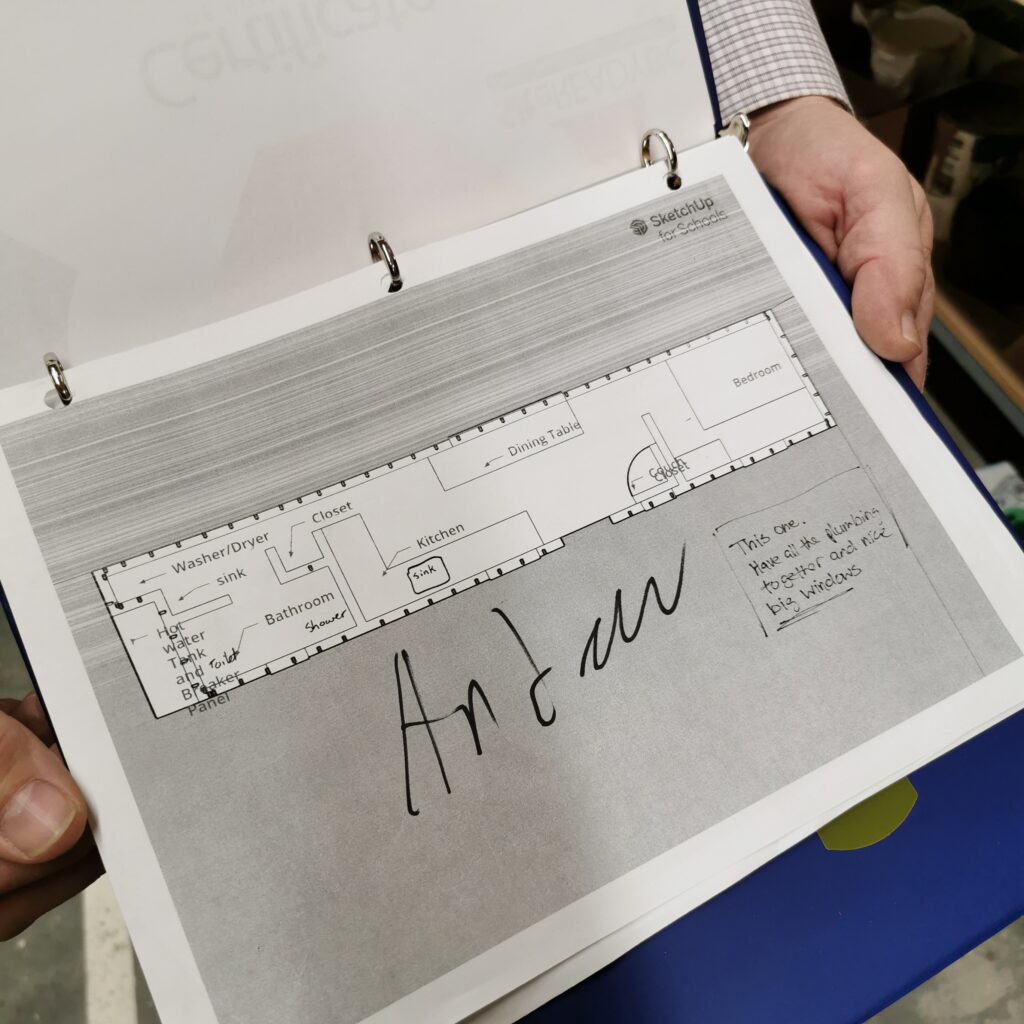 Certificate
SketchUp
for Schools
Bedroom
Dining Table
Couch
Closet
Closet
Kitchen
Washer/Dryer
sink
sink
Bathroom
shower
Hot
water
Tank
and toilet
Breaker
Panel
This one.
Have all the plumbing
together and nice
big windows